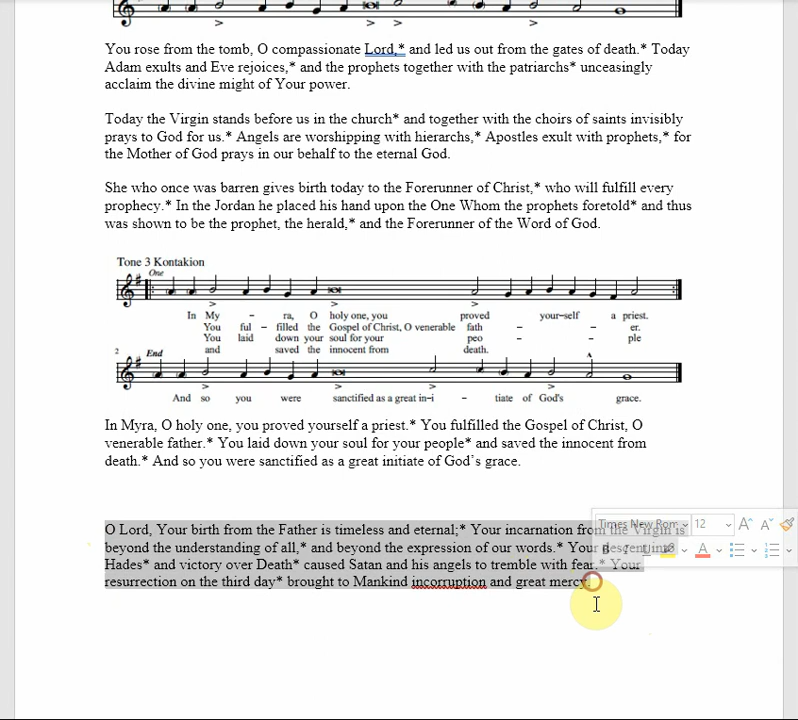 You rose from the tomb, O compassionate Lord,* and led us out from the gates of death.* Today
Adam exults and Eve rejoices,* and the prophets together with the patriarchs* unceasingly
acclaim the divine might of Your power.
Today the Virgin stands before us in the church* and together with the choirs of saints invisibly
prays to God for us.* Angels are worshipping with hierarchs,* Apostles exult with prophets,* for
the Mother of God prays in our behalf to the eternal God.
She who once was barren gives birth today to the Forerunner of Christ,* who will fulfill every
prophecy.* In the Jordan he placed his hand upon the One Whom the prophets foretold* and thus
was shown to be the prophet, the herald,* and the Forerunner of the Word of God.
Tone 3 Kontakion
One
In My - ra, O holy one, you proved your-self a priest.
You ful - filled the Gospel of Christ, O venerable fath - - er.
You laid down your soul for your peo - - ple
and saved the innocent from death.
2 End
And so you were sanctified as a great in-i - tiate of God's grace.
In Myra, O holy one, you proved yourself a priest.* You fulfilled the Gospel of Christ, O
venerable father.* You laid down your soul for your people* and saved the innocent from
death.* And so you were sanctified as a great initiate of God's grace.
O Lord, Your birth from the Father is timeless and eternal;* Your incarnation from the Virgin is
beyond the understanding of all,* and beyond the expression of our words.* Your descent into
Hades* and victory over Death* caused Satan and his angels to tremble with fear.* Your
resurrection on the third day* brought to Mankind incorruption and great mercy.
Times New Rom 12